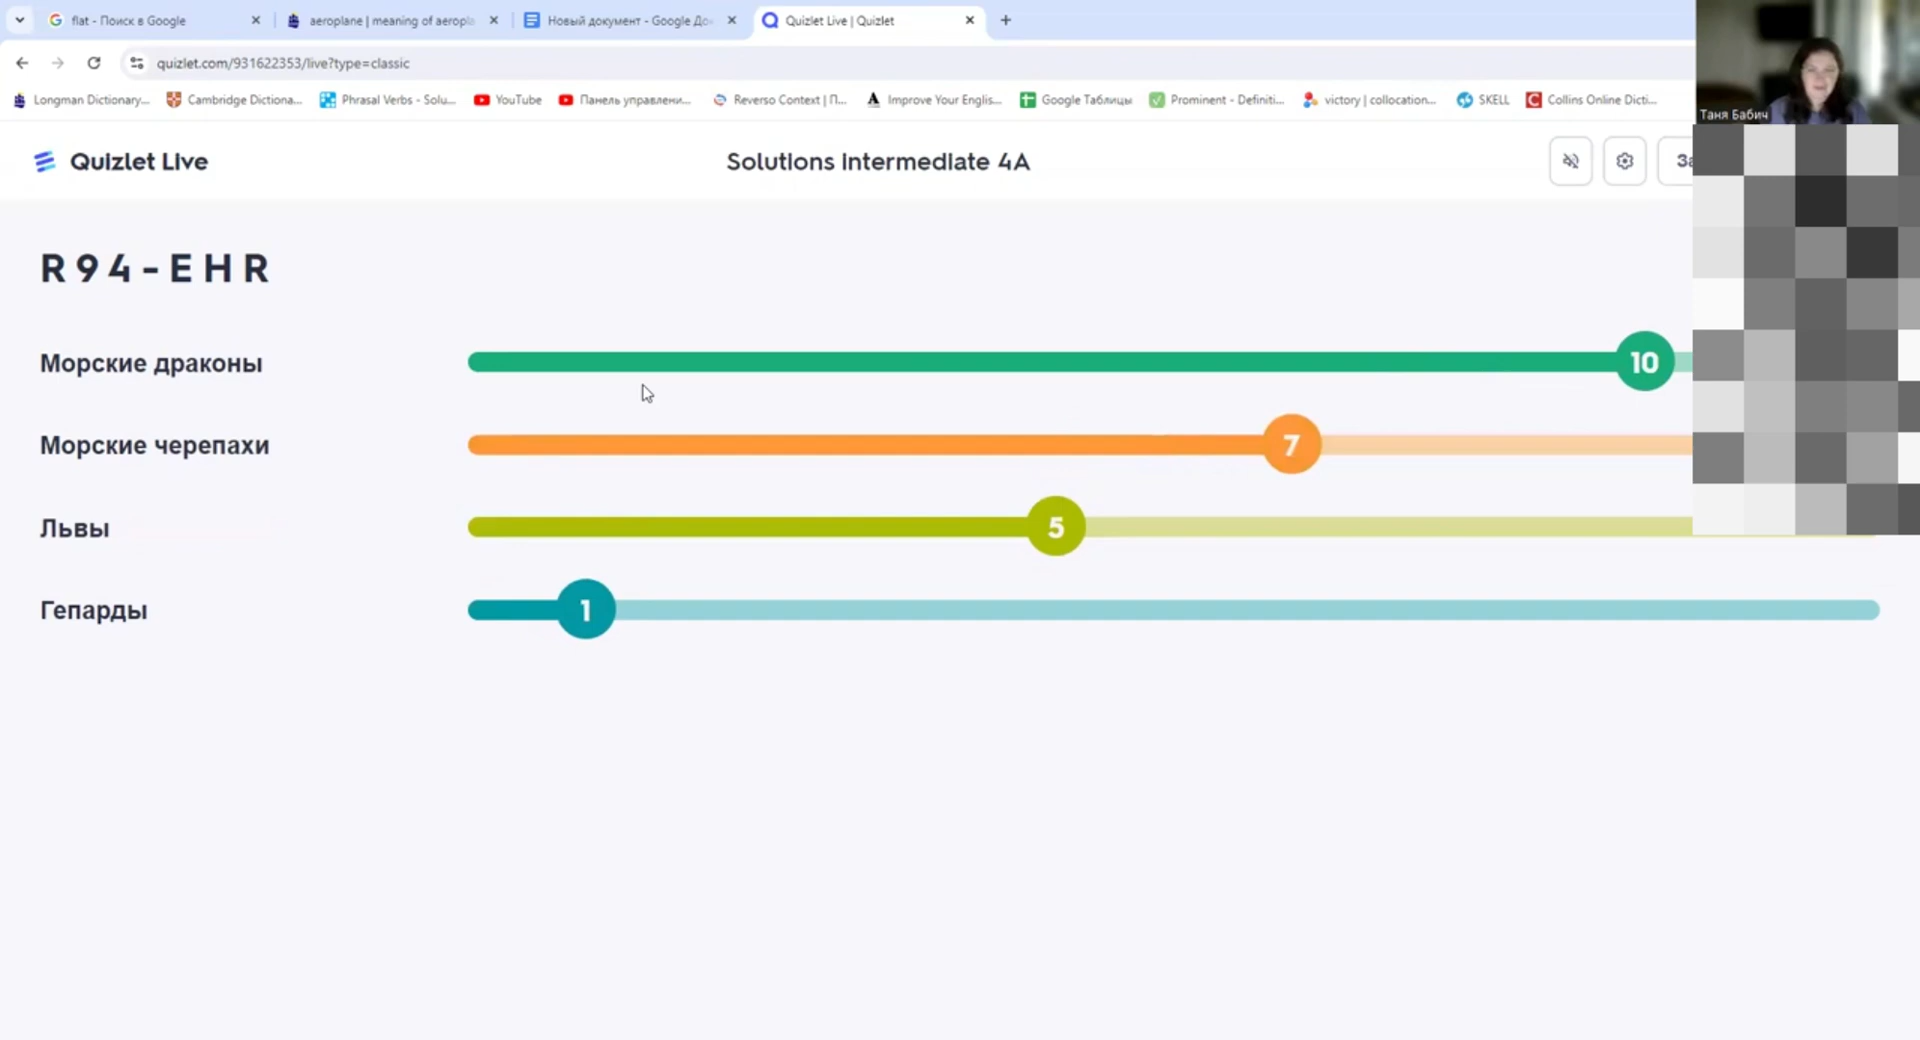 flat - Поиск в Google
aeroplane | meaning of aeropla
Новый документ - Google До
Quizlet Live | Quizlet
quizlet.com/931622353/live?type=classic
Longman Dictionary... Cambridge Dictiona... Phrasal Verbs - Solu... YouTube Панель управлени... Reverso Context | П... Improve Your Englis... Google Таблицы Prominent - Definiti... victory | collocation... SKELL Collins Online Dicti...
Таня Бабич
Quizlet Live
Solutions Intermediate 4A
За
R94-EHR
Морские драконы 10
Морские черепахи 7
Львы 5
Гепарды 1